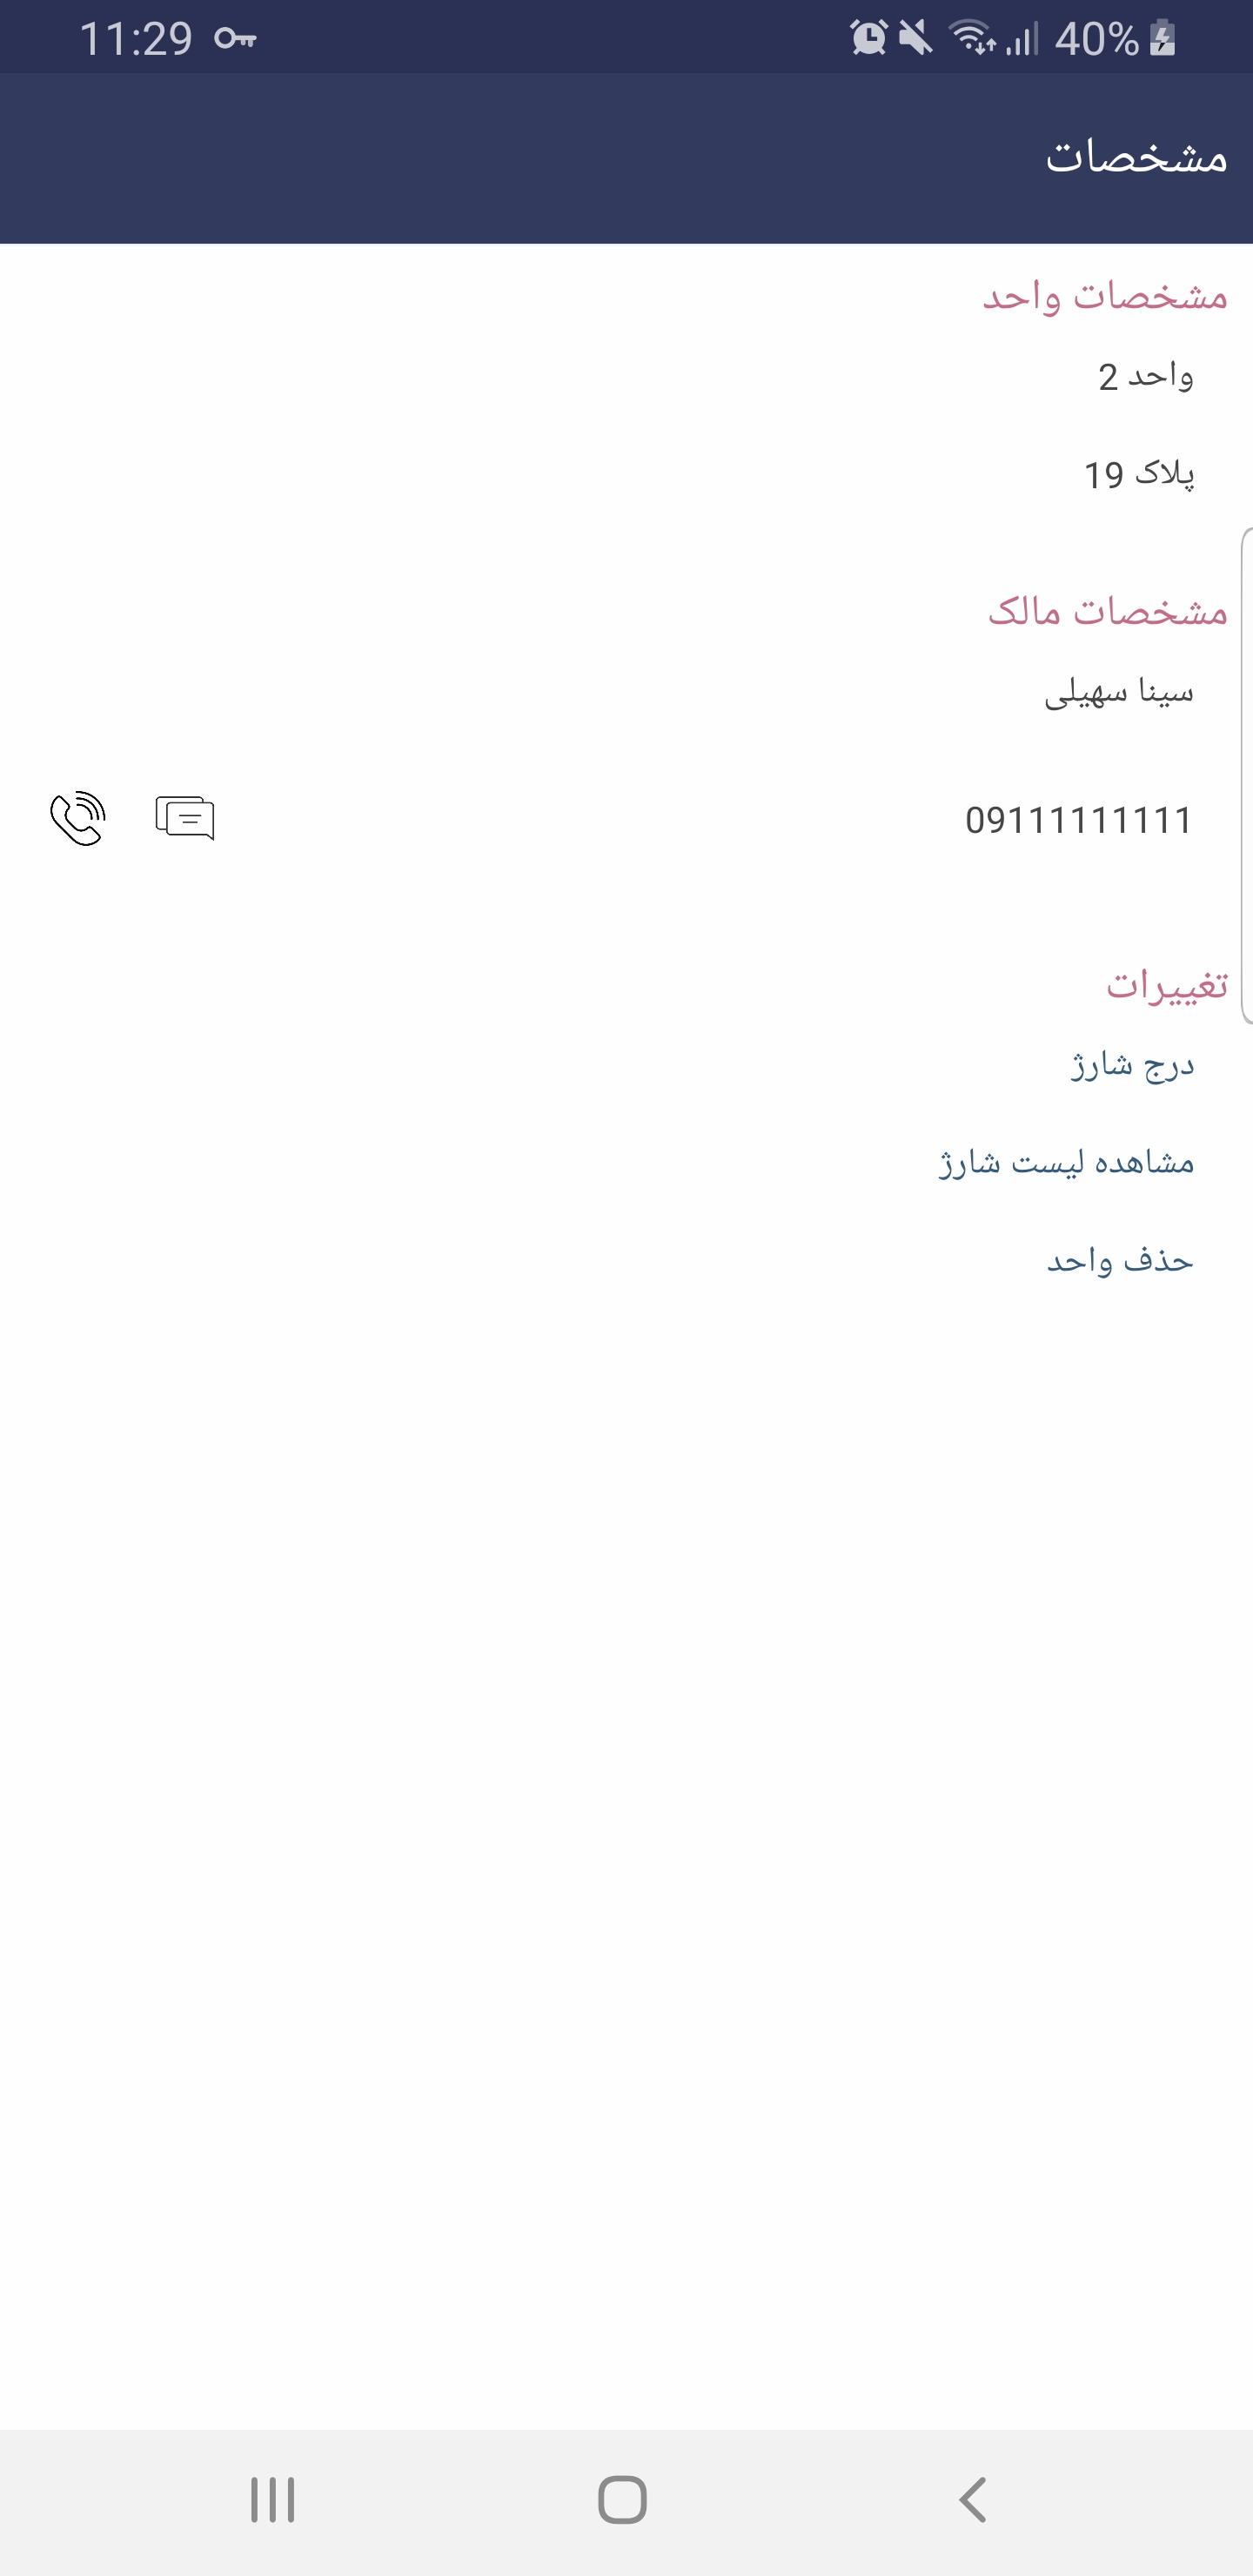 11:29
40%
مشخصات
مشخصات واحد
واحد 2
پلاک 19
مشخصات مالک
سینا سهیلی
09111111111
تغییرات
درج شارژ
مشاهده لیست شارژ
حذف واحد